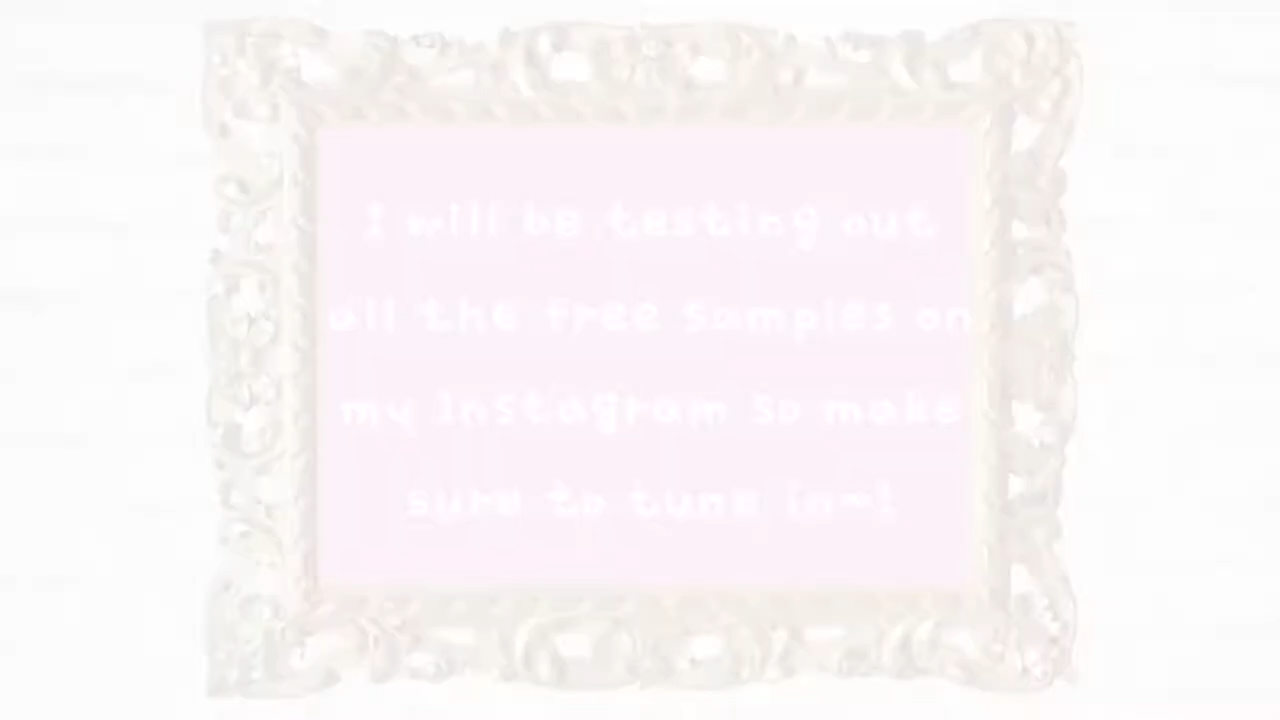 I will be testing out
all the free samples on
my Instagram so make
sure to tune in~!